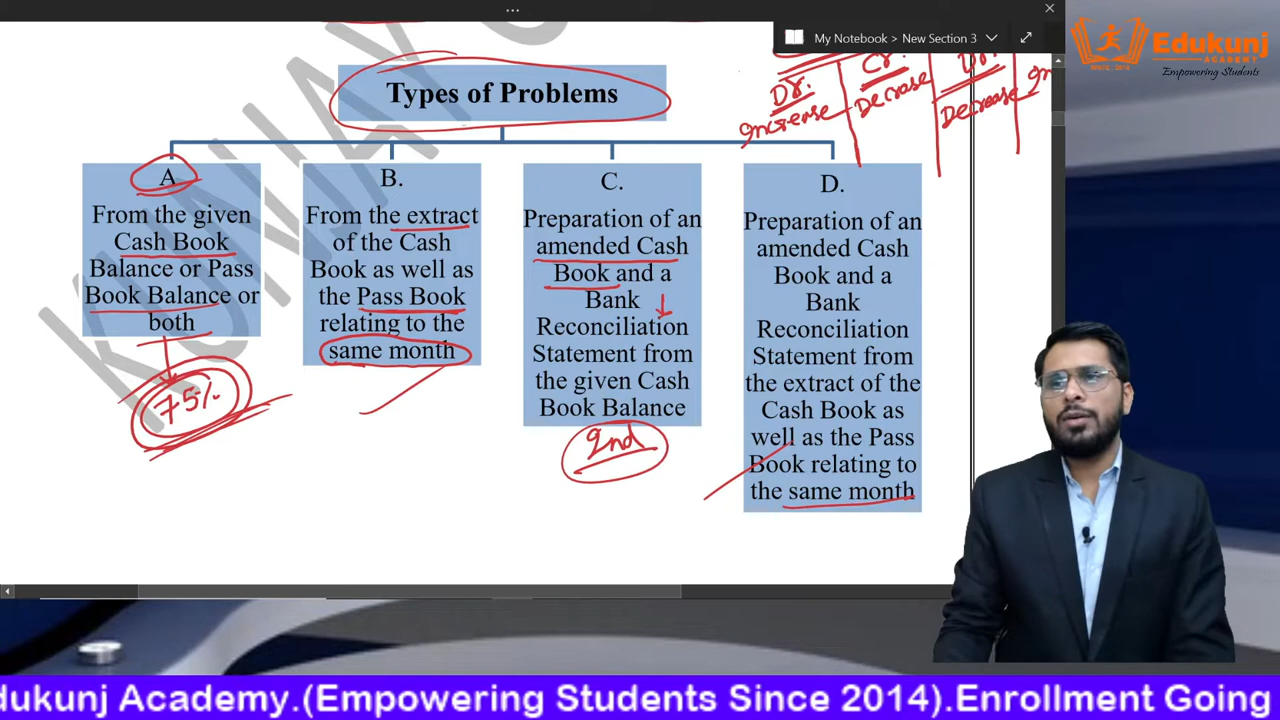 My Notebook > New Section 3
Edukunj
ACADEMY
Empowering Students
Types of Problems
Dr.
Increase
Cr.
Decrase
Dr.
Decrease
A
From the given
Cash Book
Balance or Pass
Book Balance or
both
75%
B.
From the extract
of the Cash
Book as well as
the Pass Book
relating to the
same month
C.
Preparation of an
amended Cash
Book and a
Bank
Reconciliation
Statement from
the given Cash
Book Balance
2nd
D.
Preparation of an
amended Cash
Book and a
Bank
Reconciliation
Statement from
the extract of the
Cash Book as
well as the Pass
Book relating to
the same month
KUNJAY
dukunj Academy.(Empowering Students Since 2014).Enrollment Going